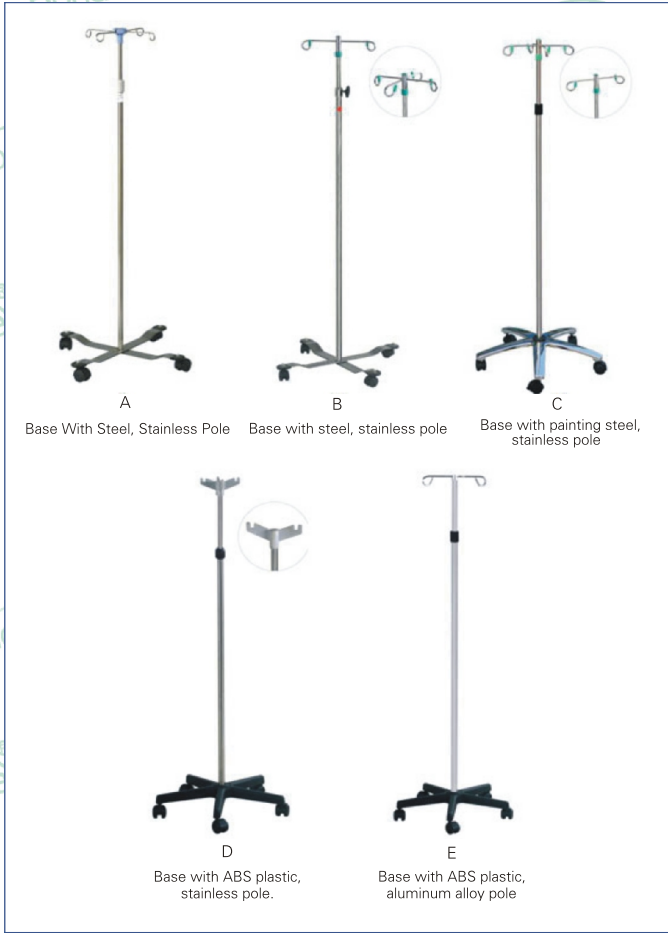 A
Base With Steel, Stainless Pole
B
Base with steel, stainless pole
C
Base with painting steel,
stainless pole
D
Base with ABS plastic,
stainless pole.
E
Base with ABS plastic,
aluminum alloy pole